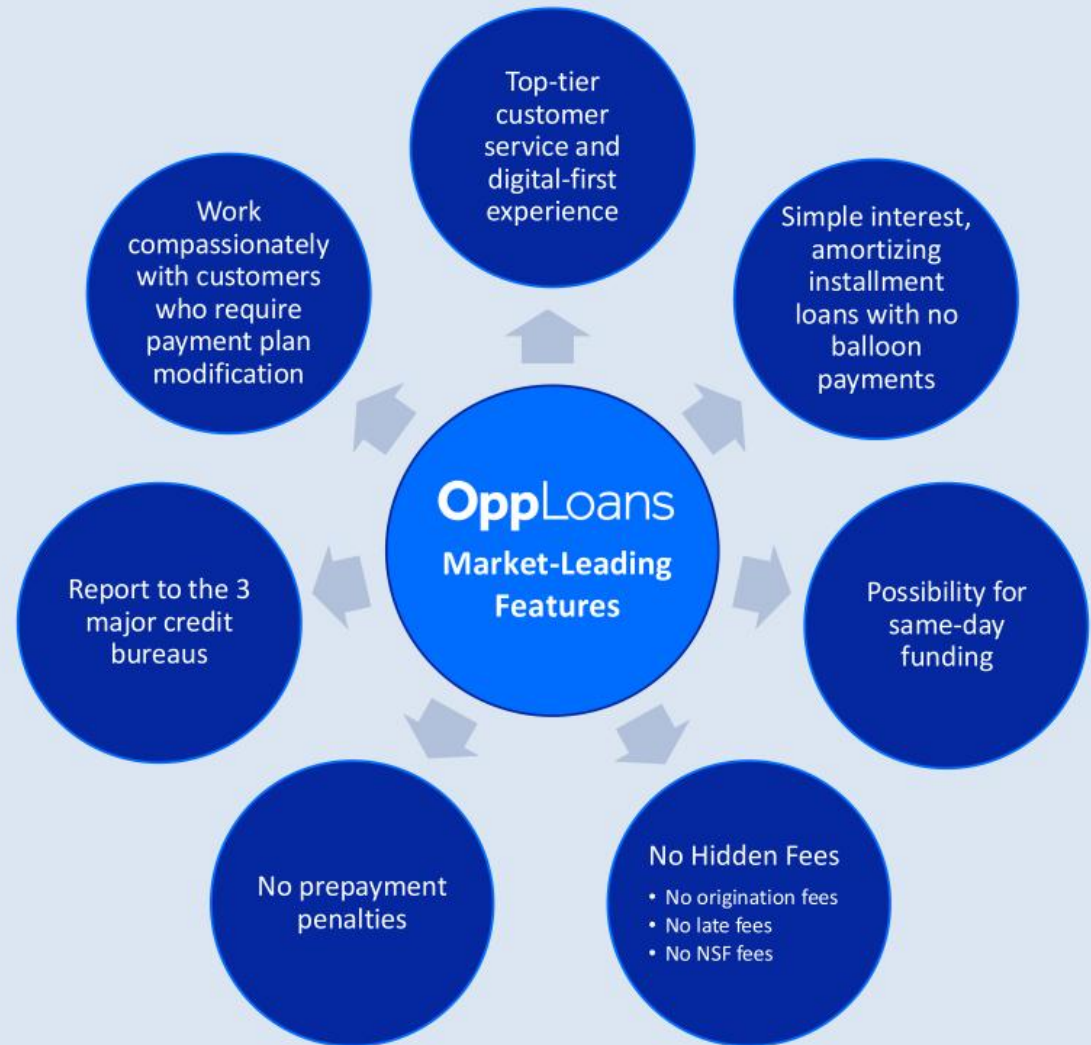 Top-tier
customer
service and
digital-first
experience
Work
compassionately
with customers
who require
payment plan
modification
Simple interest,
amortizing
installment
loans with no
balloon
payments
OppLoans
Market-Leading
Features
Report to the 3
major credit
bureaus
Possibility for
same-day
funding
No prepayment
penalties
No Hidden Fees
• No origination fees
• No late fees
• No NSF fees